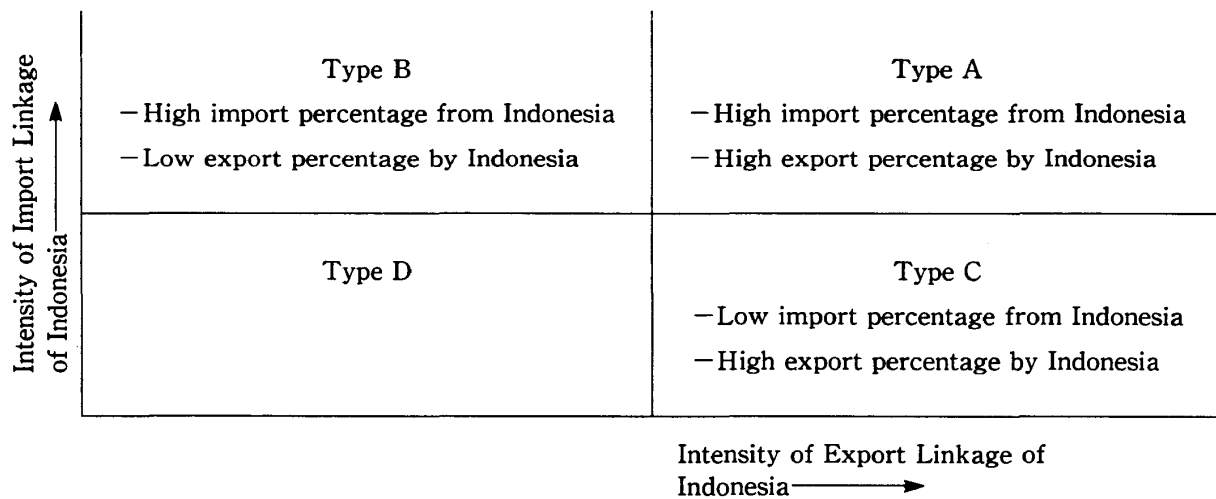 Intensity of Import Linkage
of Indonesia
Type B
—High import percentage from Indonesia
—Low export percentage by Indonesia
Type A
—High import percentage from Indonesia
—High export percentage by Indonesia
Type D
Type C
—Low import percentage from Indonesia
—High export percentage by Indonesia
Intensity of Export Linkage of
Indonesia